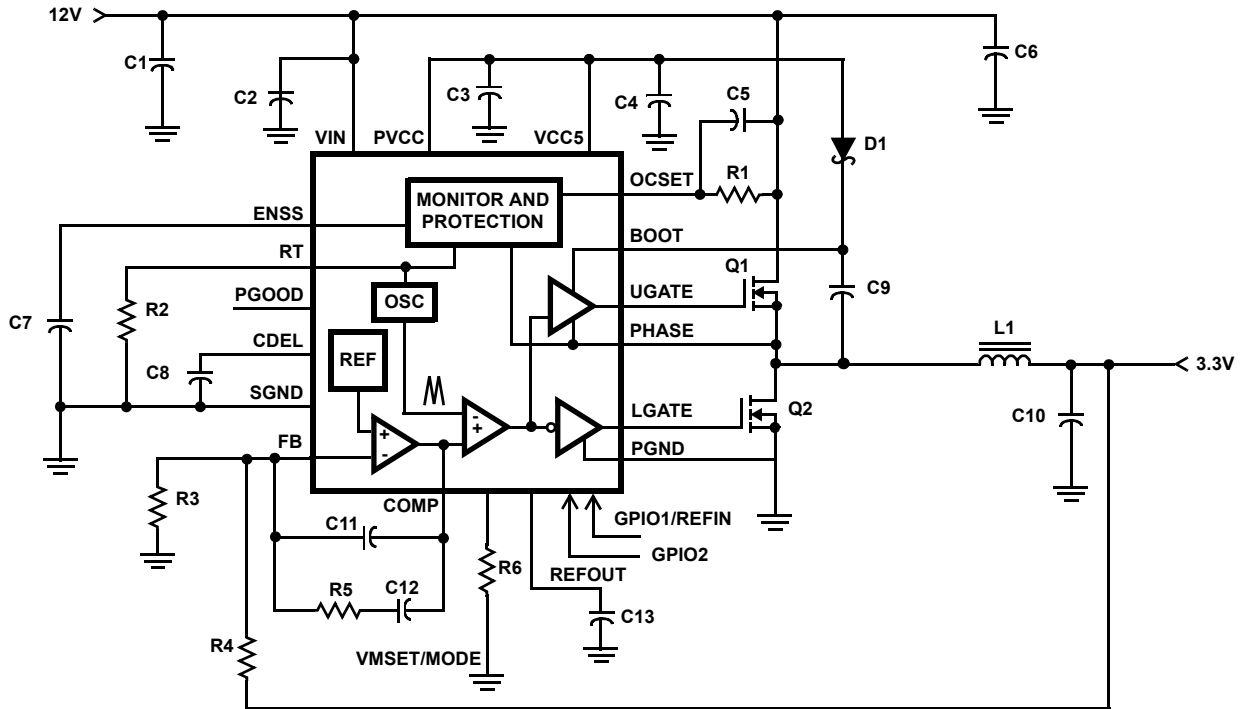 12V
C1
C2
C3
C4
C5
C6
VIN
PVCC
VCC5
D1
OCSET
R1
MONITOR AND
PROTECTION
ENSS
BOOT
RT
Q1
OSC
UGATE
C9
R2
PGOOD
C7
PHASE
L1
CDEL
REF
3.3V
C8
SGND
LGATE
Q2
C10
FB
+
-
-
+
PGND
R3
COMP
GPIO1/REFIN
C11
GPIO2
R6
REFOUT
R5
C12
C13
R4
VMSET/MODE